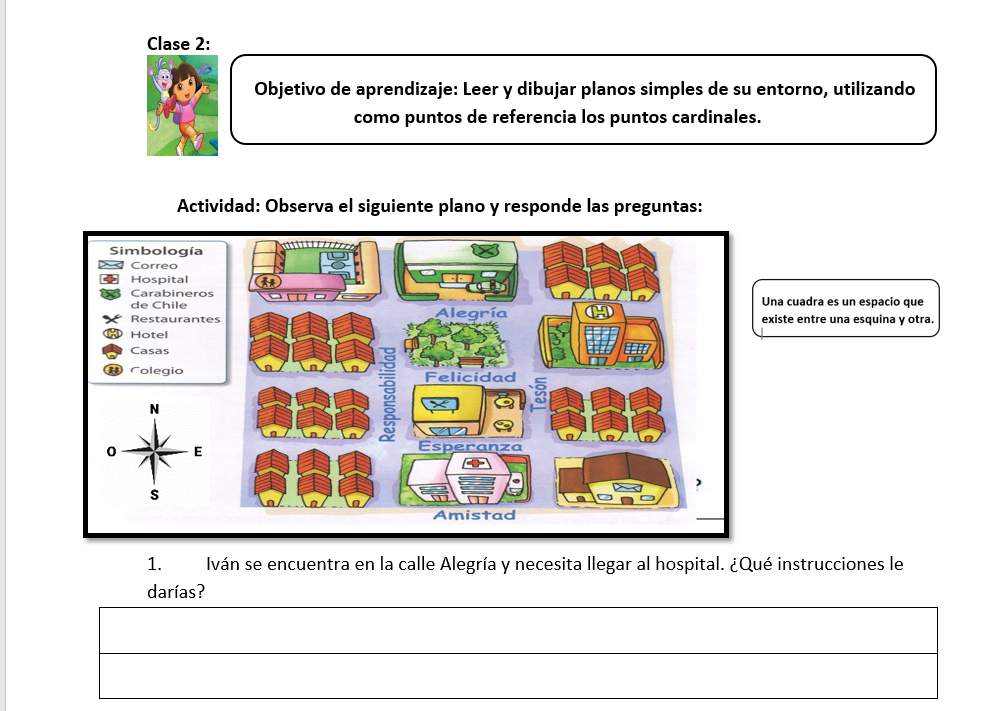 Clase 2:
Objetivo de aprendizaje: Leer y dibujar planos simples de su entorno, utilizando
como puntos de referencia los puntos cardinales.
Actividad: Observa el siguiente plano y responde las preguntas:
Simbología
Correo
Hospital
Carabineros
de Chile
Restaurantes
Hotel
Casas
Colegio
N
O
E
S
Alegría
H
Felicidad
Responsabilidad
Tesón
Esperanza
Amistad
?
Una cuadra es un espacio que
existe entre una esquina y otra.
1. Iván se encuentra en la calle Alegría y necesita llegar al hospital. ¿Qué instrucciones le
darías?